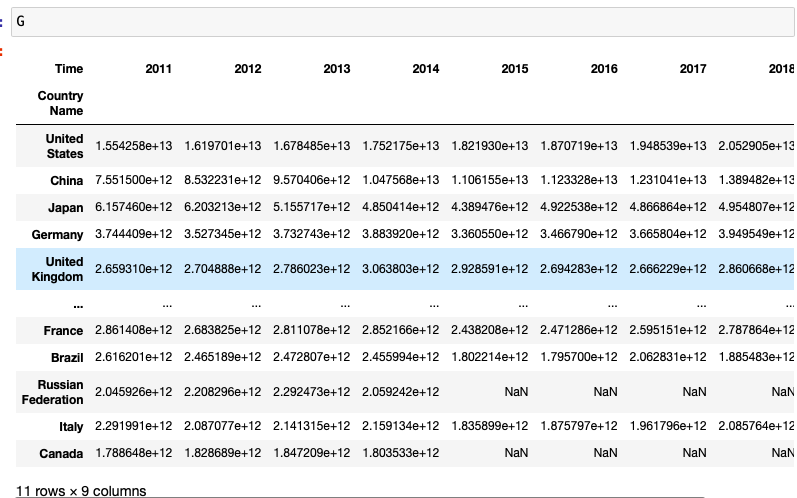 : G
:
Time 2011 2012 2013 2014 2015 2016 2017 2018
Country
Name
United
States 1.554258e+13 1.619701e+13 1.678485e+13 1.752175e+13 1.821930e+13 1.870719e+13 1.948539e+13 2.052905e+13
China 7.551500e+12 8.532231e+12 9.570406e+12 1.047568e+13 1.106155e+13 1.123328e+13 1.231041e+13 1.389482e+13
Japan 6.157460e+12 6.203213e+12 5.155717e+12 4.850414e+12 4.389476e+12 4.922538e+12 4.866864e+12 4.954807e+12
Germany 3.744409e+12 3.527345e+12 3.732743e+12 3.883920e+12 3.360550e+12 3.466790e+12 3.665804e+12 3.949549e+12
United
Kingdom 2.659310e+12 2.704888e+12 2.786023e+12 3.063803e+12 2.928591e+12 2.694283e+12 2.666229e+12 2.860668e+12
... ... ... ... ... ... ... ... ...
France 2.861408e+12 2.683825e+12 2.811078e+12 2.852166e+12 2.438208e+12 2.471286e+12 2.595151e+12 2.787864e+12
Brazil 2.616201e+12 2.465189e+12 2.472807e+12 2.455994e+12 1.802214e+12 1.795700e+12 2.062831e+12 1.885483e+12
Russian
Federation 2.045926e+12 2.208296e+12 2.292473e+12 2.059242e+12 NaN NaN NaN NaN
Italy 2.291991e+12 2.087077e+12 2.141315e+12 2.159134e+12 1.835899e+12 1.875797e+12 1.961796e+12 2.085764e+12
Canada 1.788648e+12 1.828689e+12 1.847209e+12 1.803533e+12 NaN NaN NaN NaN
11 rows × 9 columns